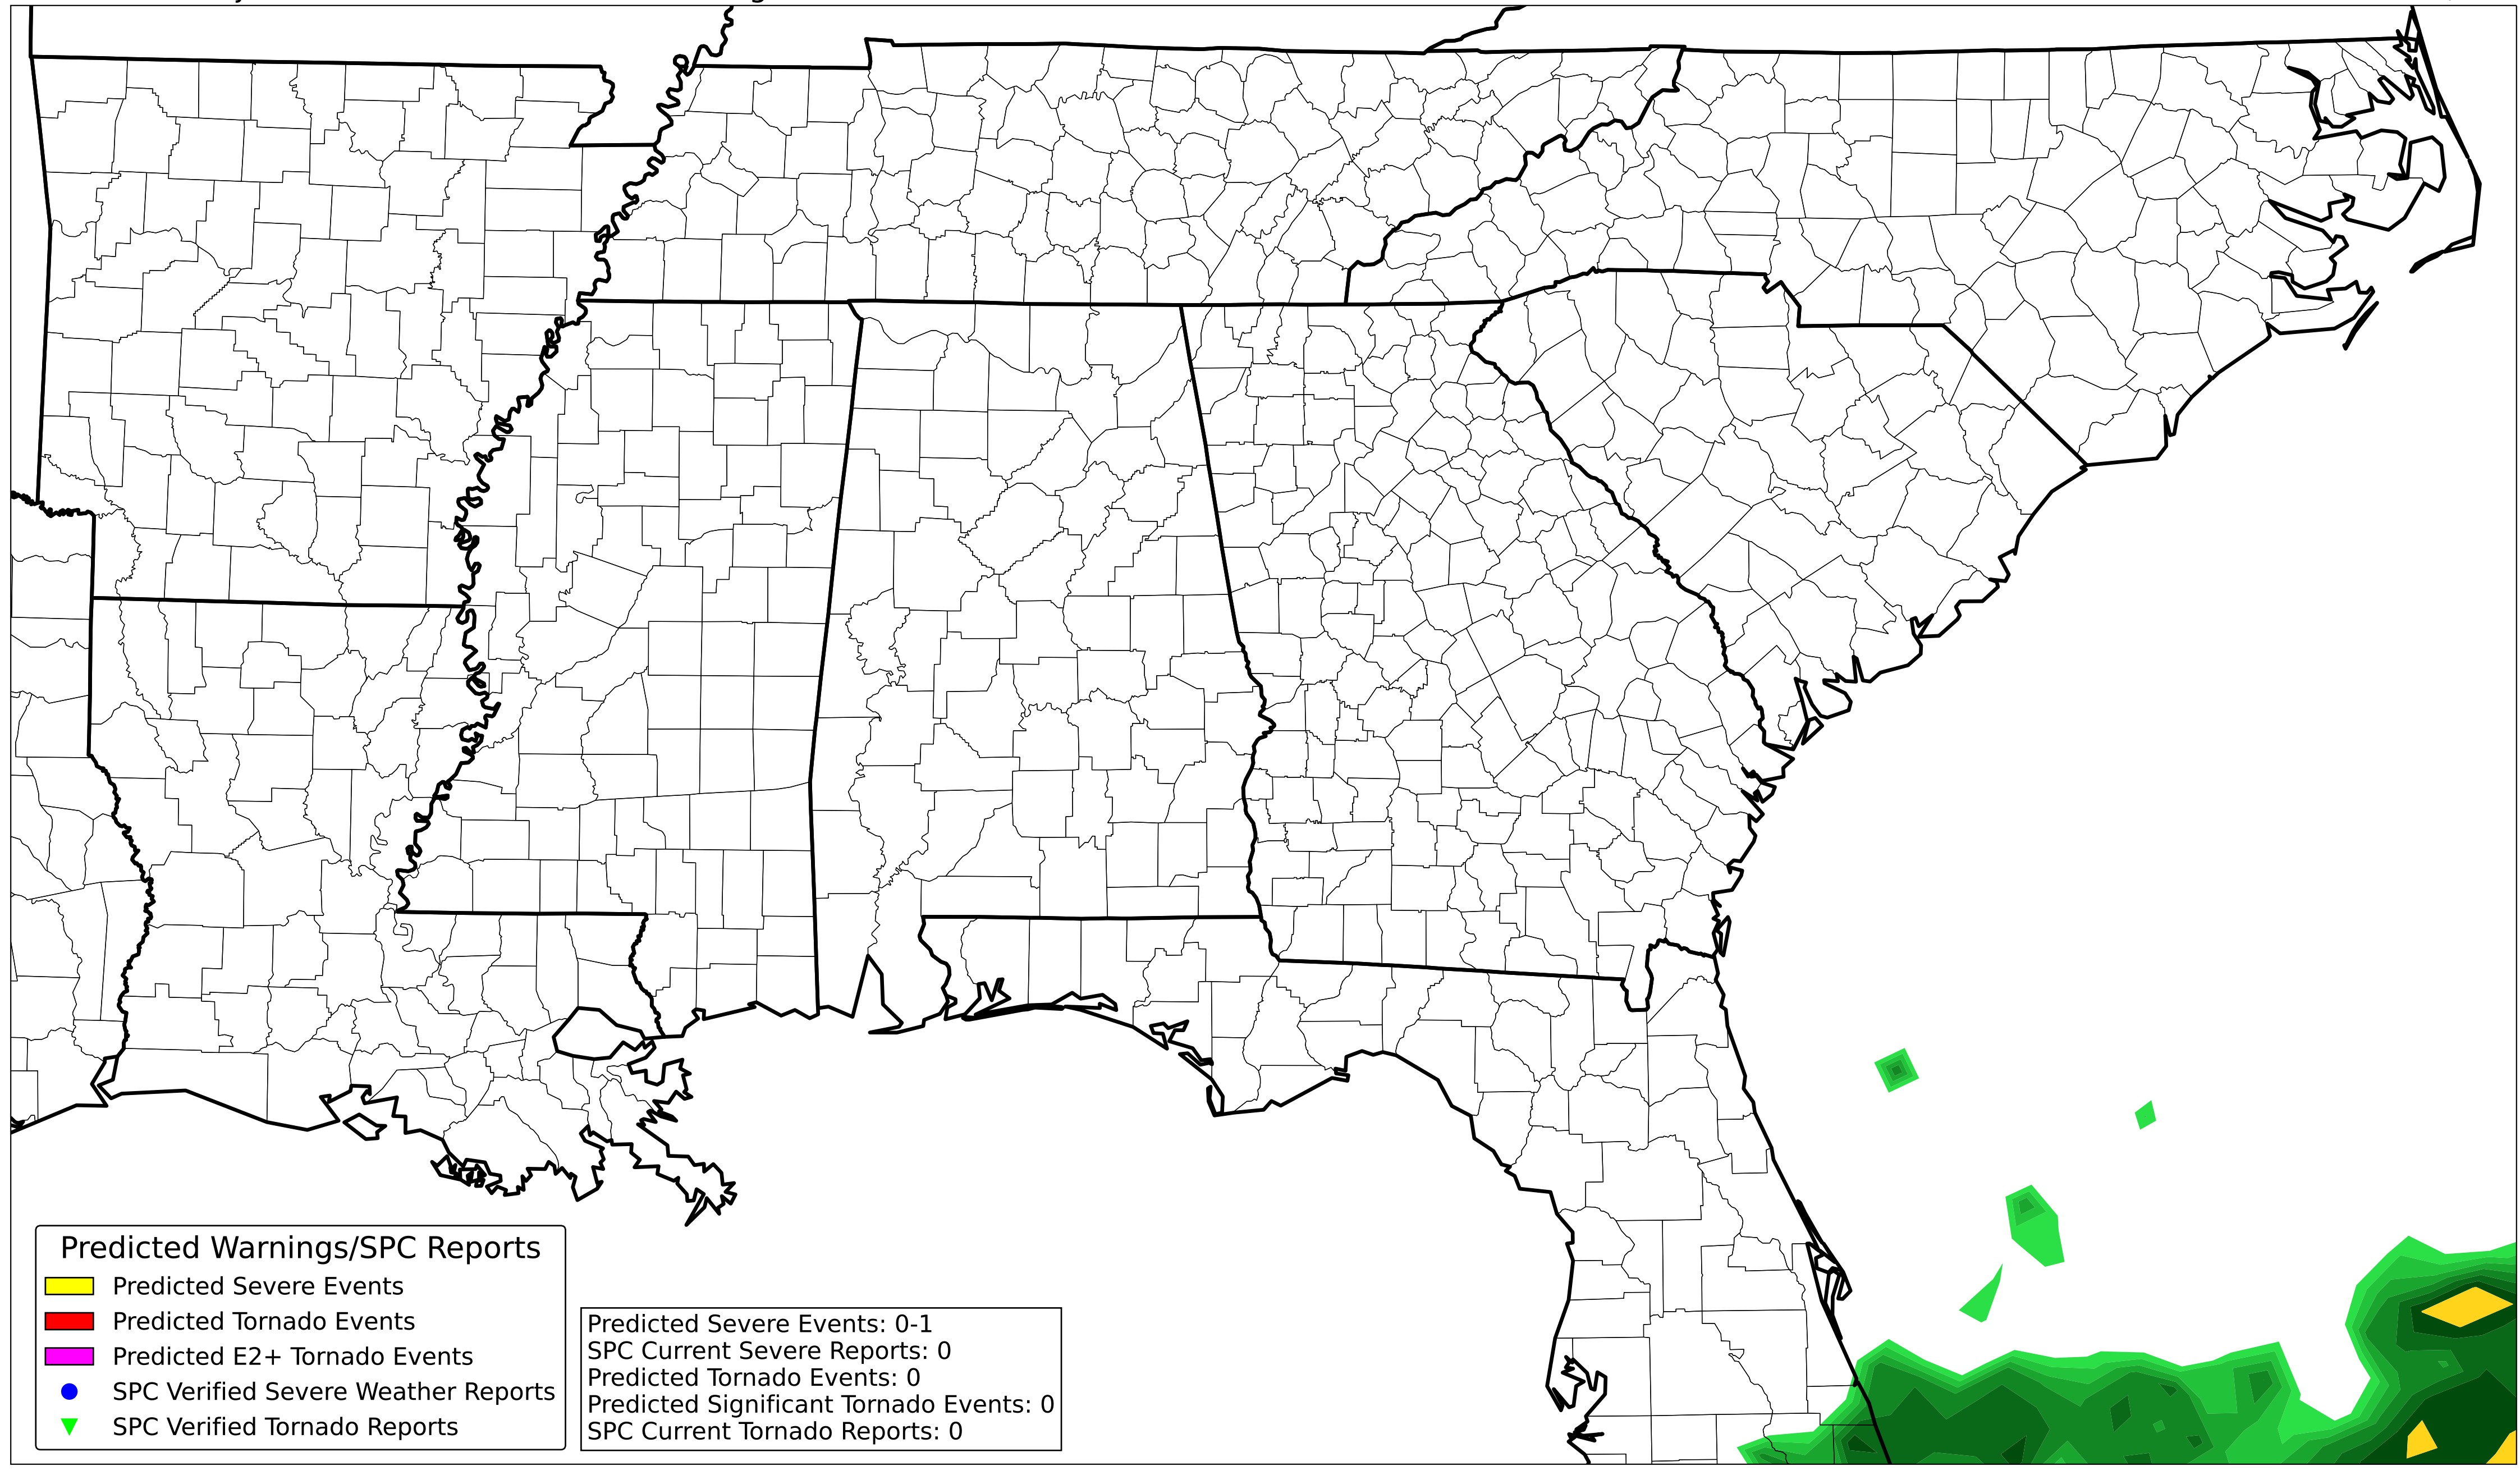 Predicted Warnings/SPC Reports
Predicted Severe Events
Predicted Tornado Events
Predicted E2+ Tornado Events
SPC Verified Severe Weather Reports
SPC Verified Tornado Reports
Predicted Severe Events: 0-1
SPC Current Severe Reports: 0
Predicted Tornado Events: 0
Predicted Significant Tornado Events: 0
SPC Current Tornado Reports: 0